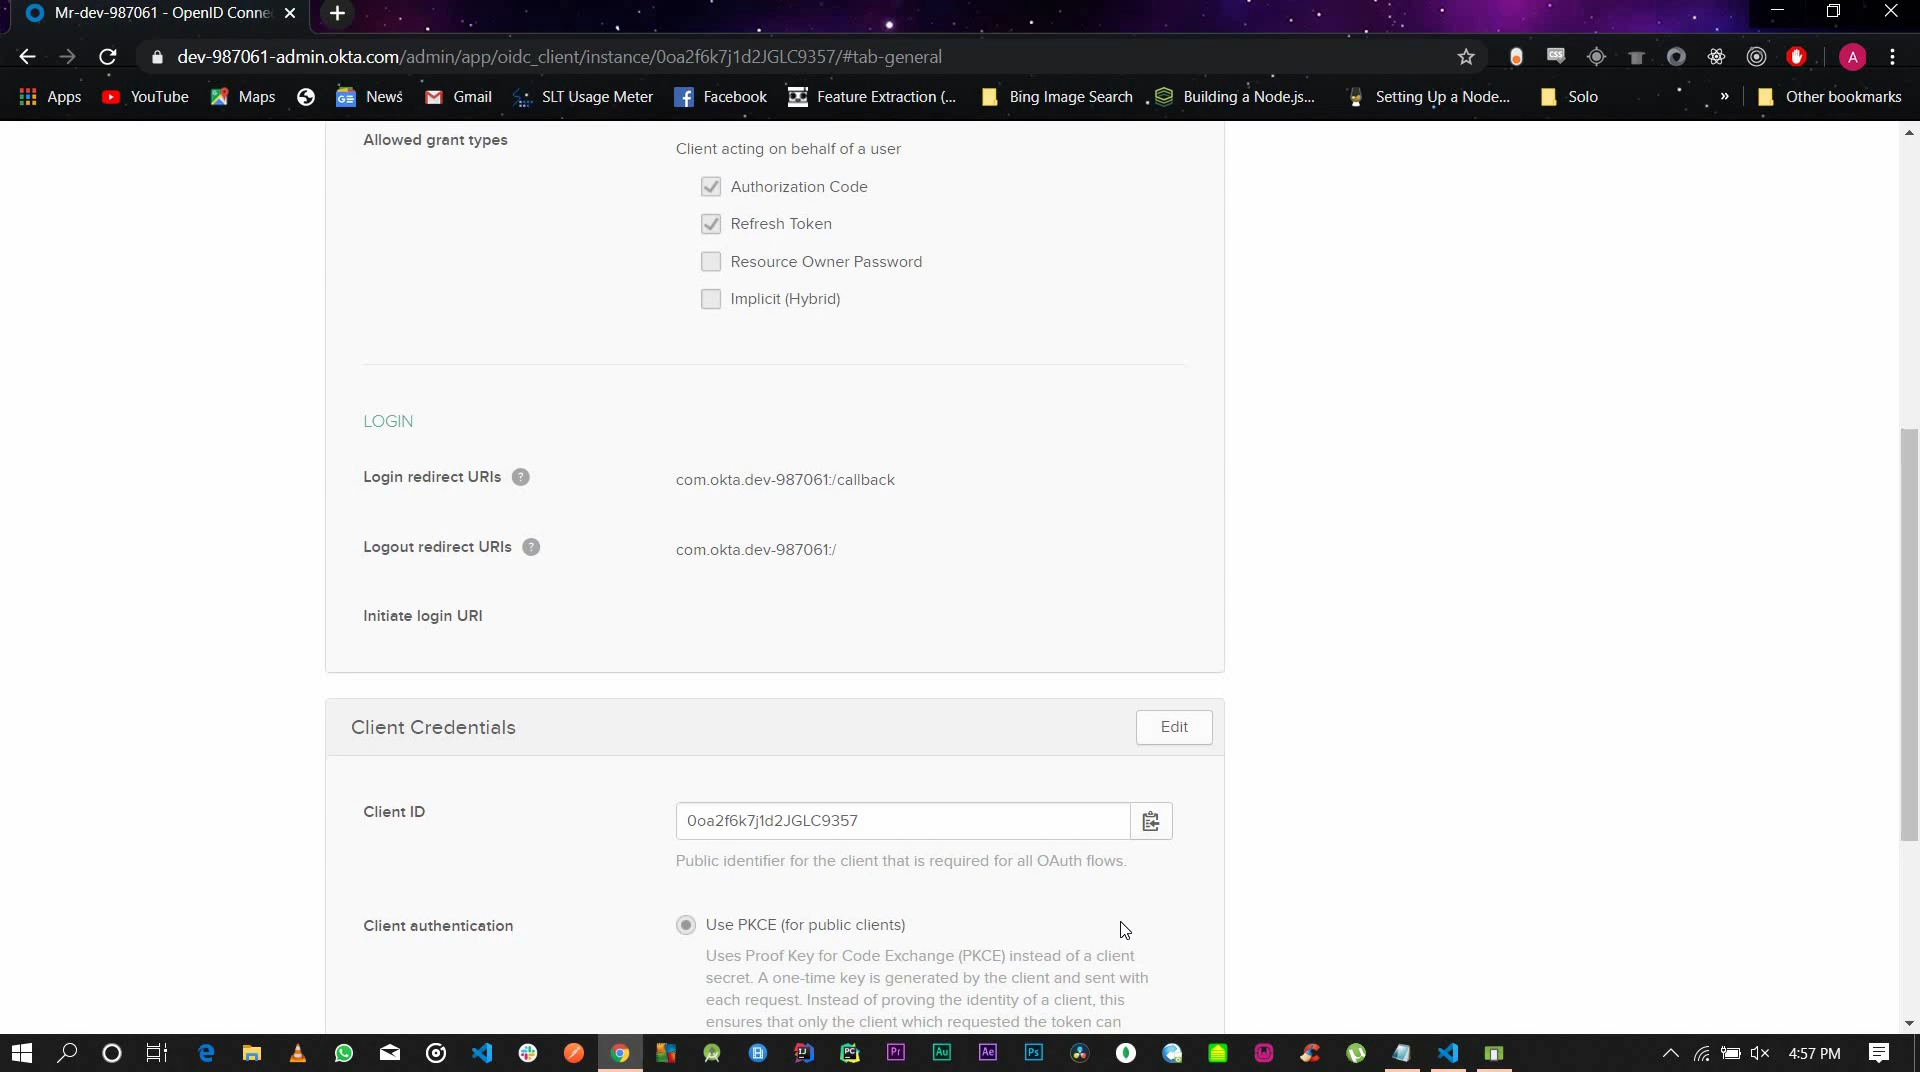 Mr-dev-987061 - OpenID Conne
dev-987061-admin.okta.com/admin/app/oidc_client/instance/0oa2f6k7j1d2JGLC9357/#tab-general
A
Apps YouTube Maps News Gmail SLT Usage Meter Facebook Feature Extraction (... Bing Image Search Building a Node.js... Setting Up a Node... Solo » Other bookmarks
Allowed grant types
Client acting on behalf of a user
Authorization Code
Refresh Token
Resource Owner Password
Implicit (Hybrid)
LOGIN
Login redirect URIs ?
com.okta.dev-987061:/callback
Logout redirect URIs ?
com.okta.dev-987061:/
Initiate login URI
Client Credentials
Edit
Client ID
0oa2f6k7j1d2JGLC9357
Public identifier for the client that is required for all OAuth flows.
Client authentication
Use PKCE (for public clients)
Uses Proof Key for Code Exchange (PKCE) instead of a client
secret. A one-time key is generated by the client and sent with
each request. Instead of proving the identity of a client, this
ensures that only the client which requested the token can
4:57 PM